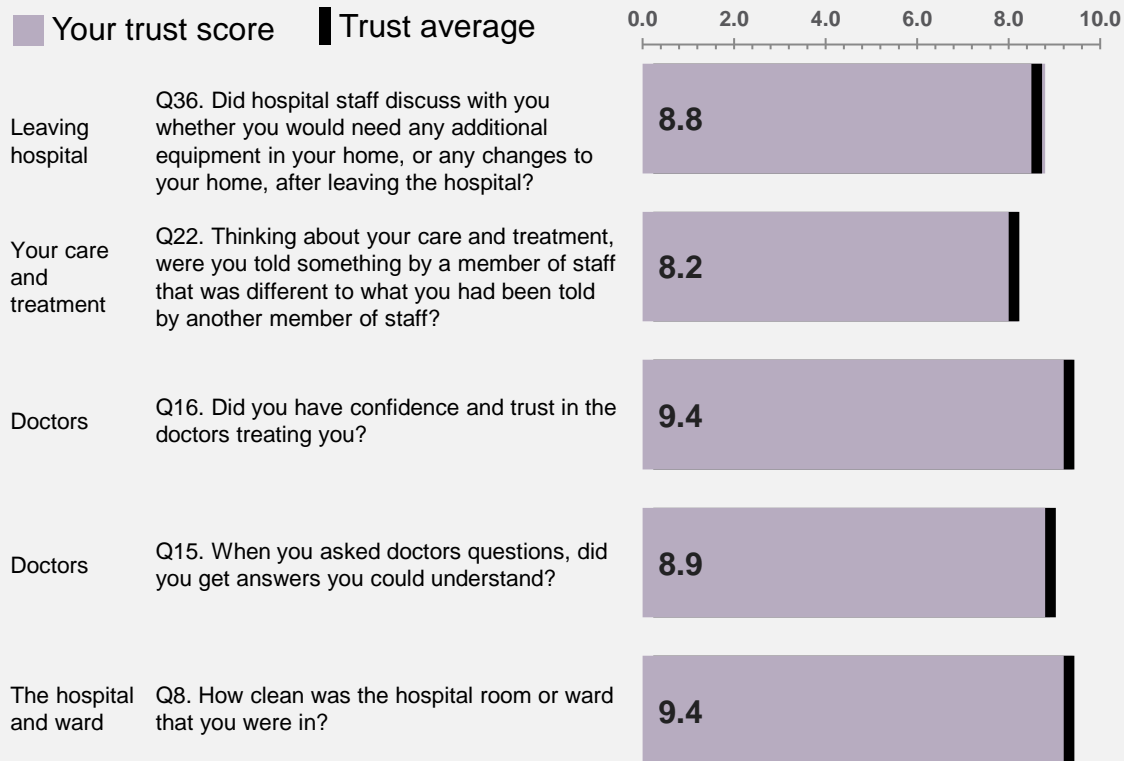 Your trust score
Trust average
0.0 2.0 4.0 6.0 8.0 10.0
Leaving
hospital
Q36. Did hospital staff discuss with you
whether you would need any additional
equipment in your home, or any changes to
your home, after leaving the hospital?
8.8
Your care
and
treatment
Q22. Thinking about your care and treatment,
were you told something by a member of staff
that was different to what you had been told
by another member of staff?
8.2
Doctors
Q16. Did you have confidence and trust in the
doctors treating you?
9.4
Doctors
Q15. When you asked doctors questions, did
you get answers you could understand?
8.9
The hospital
and ward
Q8. How clean was the hospital room or ward
that you were in?
9.4